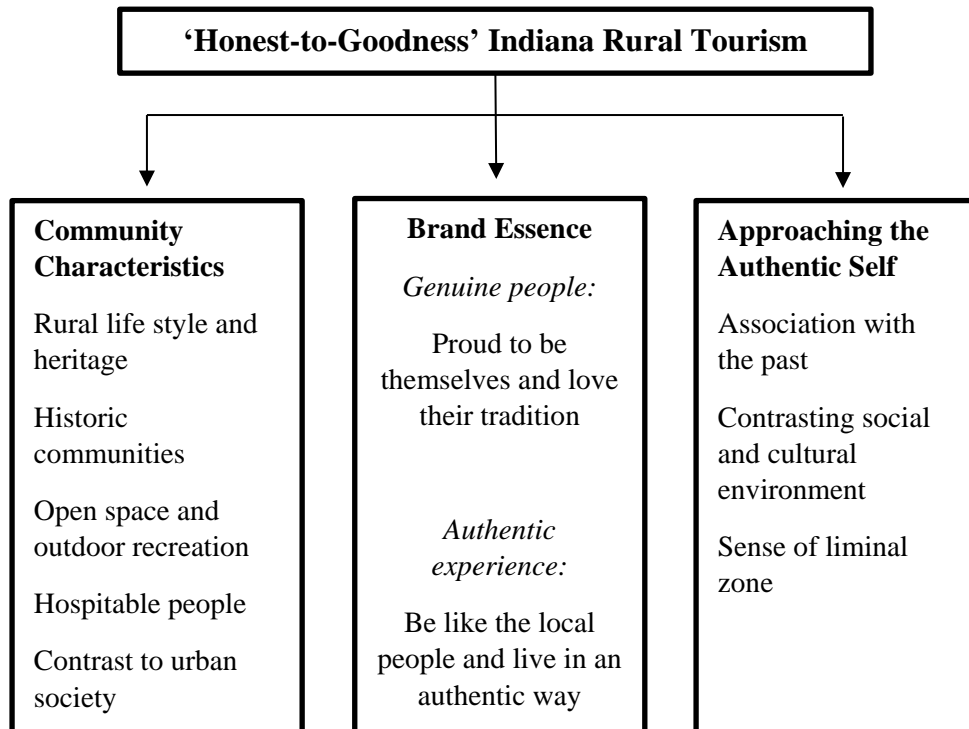 ‘Honest-to-Goodness’ Indiana Rural Tourism
Community
Characteristics
Rural life style and
heritage
Historic
communities
Open space and
outdoor recreation
Hospitable people
Contrast to urban
society
Brand Essence
Genuine people:
Proud to be
themselves and love
their tradition
Authentic
experience:
Be like the local
people and live in an
authentic way
Approaching the
Authentic Self
Association with
the past
Contrasting social
and cultural
environment
Sense of liminal
zone